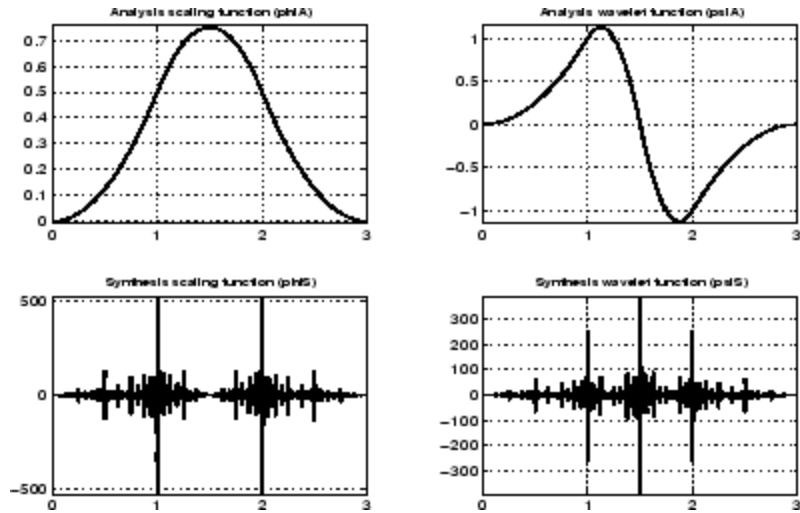 Analysis scaling function (phiA)
0.7
0.6
0.5
0.4
0.3
0.2
0.1
0
0 1 2 3
Analysis wavelet function (psiA)
1
0.5
0
−0.5
−1
0 1 2 3
Synthesis scaling function (phiS)
500
0
−500
0 1 2 3
Synthesis wavelet function (psiS)
300
200
100
0
−100
−200
−300
0 1 2 3